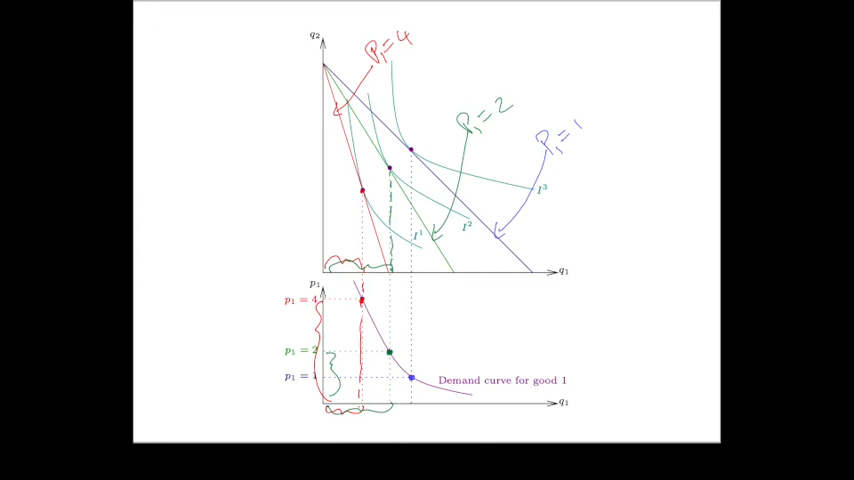 q₂
P₁=4
P₁=2
P₁=1
I³
I²
I¹
q₁
p₁
p₁ = 4
p₁ = 2
p₁ = 1
Demand curve for good 1
q₁